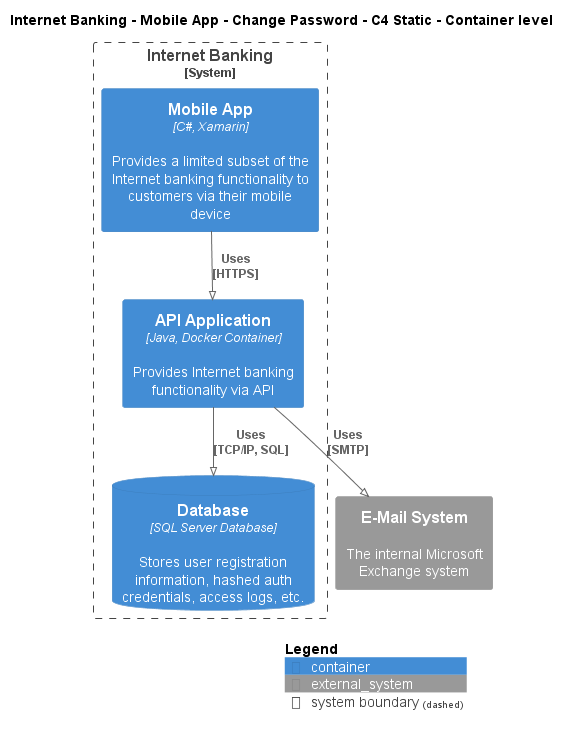 Internet Banking - Mobile App - Change Password - C4 Static - Container level
Internet Banking
[System]
Mobile App
[C#, Xamarin]
Provides a limited subset of the
Internet banking functionality to
customers via their mobile
device
Uses
[HTTPS]
API Application
[Java, Docker Container]
Provides Internet banking
functionality via API
Uses
[TCP/IP, SQL]
Uses
[SMTP]
Database
[SQL Server Database]
Stores user registration
information, hashed auth
credentials, access logs, etc.
E-Mail System
The internal Microsoft
Exchange system
Legend
container
external_system
system boundary (dashed)